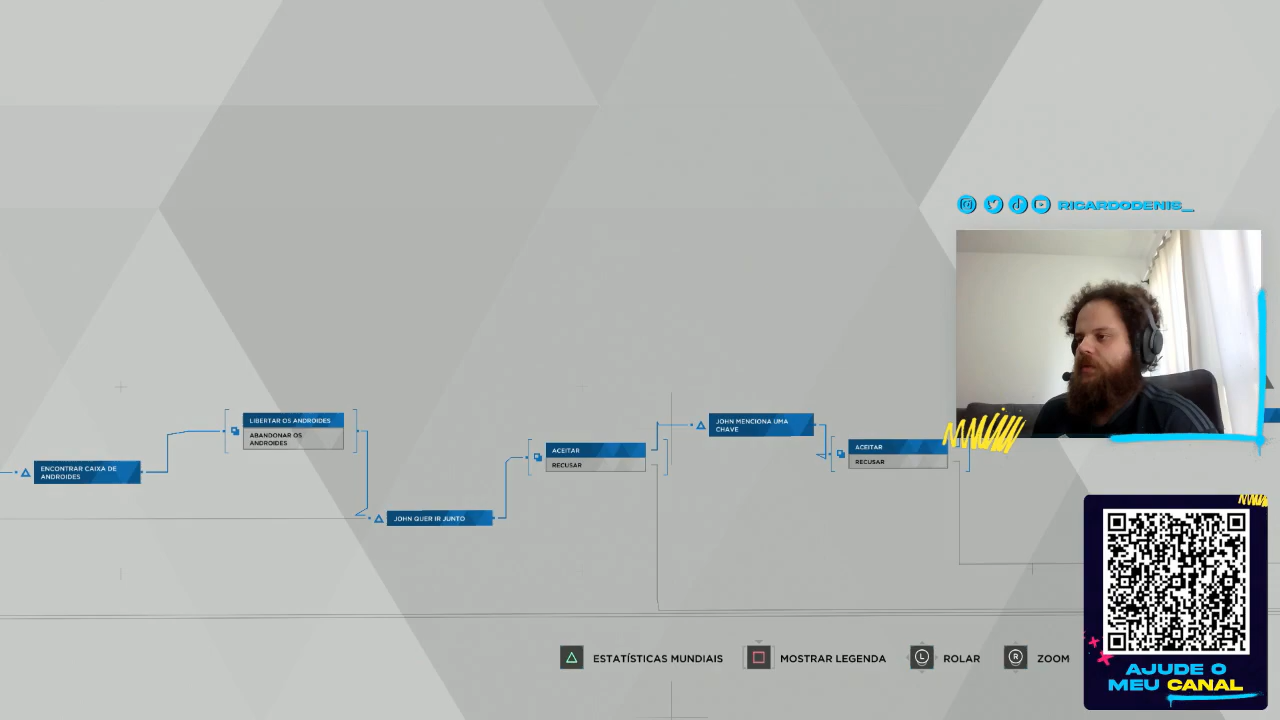 RICARDODENIS_
LIBERTAR OS ANDROIDES
ABANDONAR OS
ANDROIDES
ENCONTRAR CAIXA DE
ANDROIDES
JOHN QUER IR JUNTO
ACEITAR
RECUSAR
JOHN MENCIONA UMA
CHAVE
ACEITAR
RECUSAR
ESTATÍSTICAS MUNDIAIS
MOSTRAR LEGENDA
L
ROLAR
R
ZOOM
AJUDE O
MEU CANAL